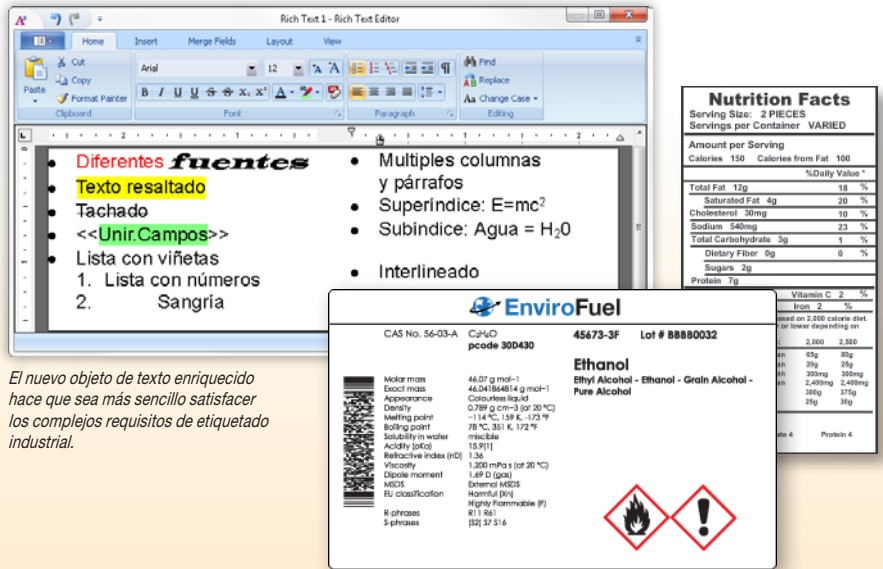 Rich Text 1 - Rich Text Editor
Home Insert Merge Fields Layout View
Paste
Cut
Copy
Format Painter
Clipboard
Arial 12
Font
Paragraph
Find
Replace
Change Case
Editing
Diferentes fuentes
Texto resaltado
Tachado
<<Unir.Campos>>
Lista con viñetas
1. Lista con números
2. Sangría
Multiples columnas
y párrafos
Superíndice: E=mc²
Subíndice: Agua = H₂0
Interlineado
El nuevo objeto de texto enriquecido
hace que sea más sencillo satisfacer
los complejos requisitos de etiquetado
industrial.
EnviroFuel
CAS No. 56-03-A C₂H₆O 45673-3F Lot # BBBB0032
pcode 30D430
Ethanol
Ethyl Alcohol - Ethanol - Grain Alcohol -
Pure Alcohol
Molar mass 46.07 g mol−1
Exact mass 46.041864814 g mol−1
Appearance Colourless liquid
Density 0.789 g cm−3 (at 20 °C)
Melting point −114 °C, 159 K, -173 °F
Boiling point 78 °C, 351 K, 172 °F
Solubility in water miscible
Acidity (pKa) 15.9[1]
Refractive index (nD) 1.36
Viscosity 1.200 mPa s (at 20 °C)
Dipole moment 1.69 D (gas)
MSDS External MSDS
EU classification Harmful (Xn)
Highly Flammable (F)
R-phrases R11 R61
S-phrases (S2) S7 S16
Nutrition Facts
Serving Size: 2 PIECES
Servings per Container VARIED
Amount per Serving
Calories 150 Calories from Fat 100
%Daily Value *
Total Fat 12g 18 %
Saturated Fat 4g 20 %
Cholesterol 30mg 10 %
Sodium 540mg 23 %
Total Carbohydrate 3g 1 %
Dietary Fiber 0g 0 %
Sugars 2g
Protein 7g
Vitamin C 2 %
Iron 2 %
on 2,500 calorie diet.
or lower depending on
2,000 2,500
65g 80g
20g 25g
300mg 300mg
2,400mg 2,400mg
300g 375g
25g 30g
4 Protein 4